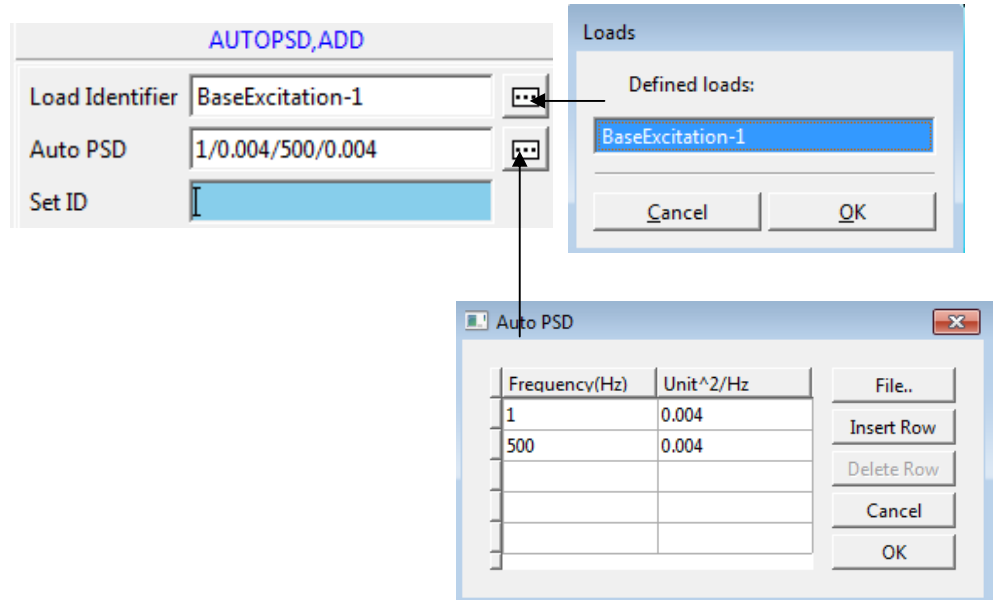 AUTOPSD,ADD
Load Identifier BaseExcitation-1
Auto PSD 1/0.004/500/0.004
Set ID
Loads
Defined loads:
BaseExcitation-1
Cancel OK
Auto PSD
Frequency(Hz) Unit^2/Hz
1 0.004
500 0.004
File..
Insert Row
Delete Row
Cancel
OK